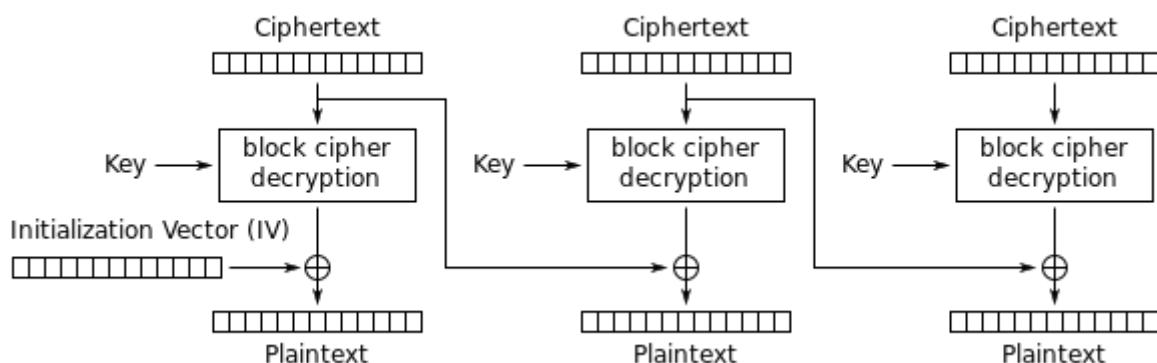 Ciphertext
Ciphertext
Ciphertext
Key
block cipher
decryption
Key
block cipher
decryption
Key
block cipher
decryption
Initialization Vector (IV)
Plaintext
Plaintext
Plaintext